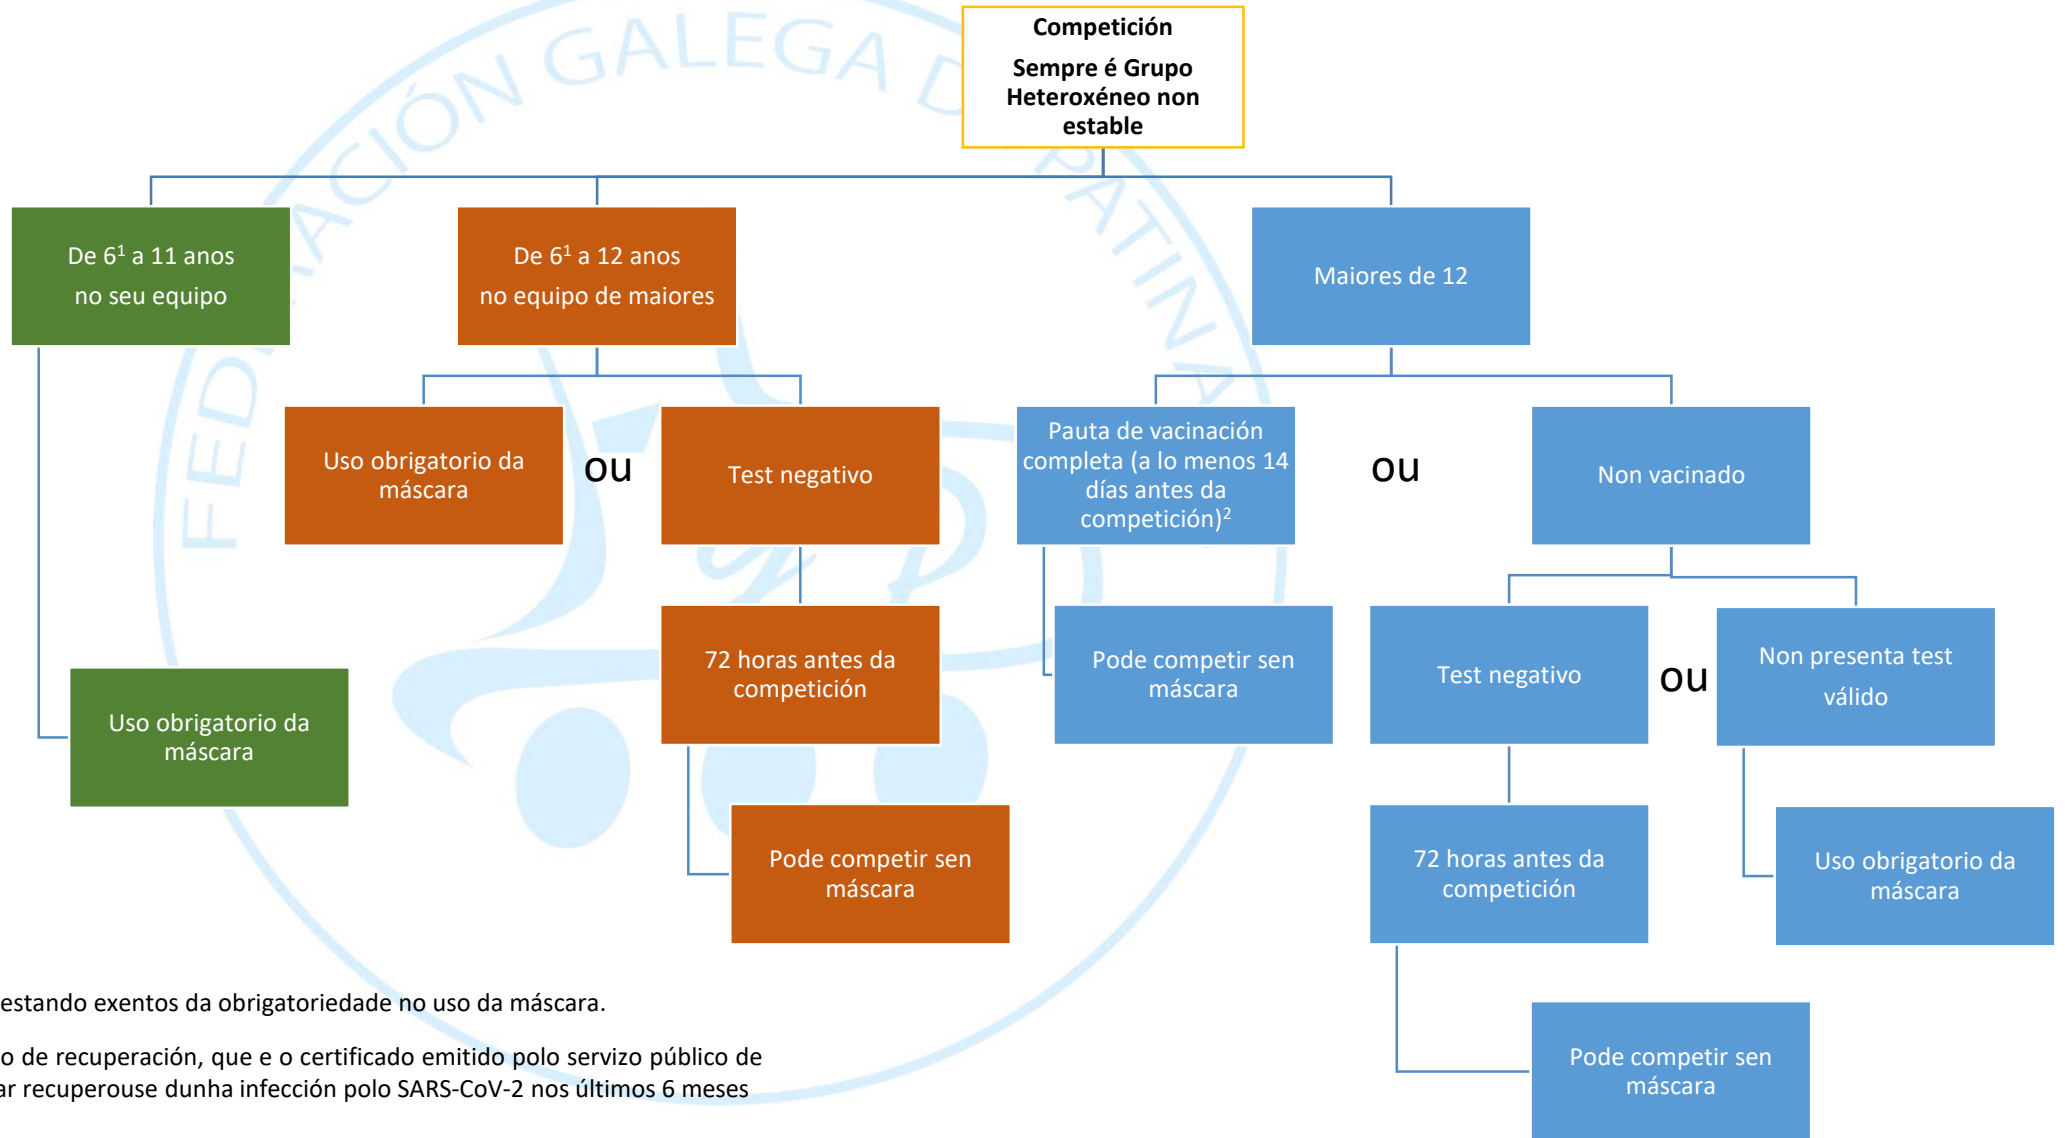 Competición
Sempre é Grupo
Heteroxéneo non
estable
FEDERACIÓN GALEGA DE PATINA
De 6¹ a 11 anos
no seu equipo
De 6¹ a 12 anos
no equipo de maiores
Maiores de 12
Uso obrigatorio da
máscara
ou
Test negativo
Pauta de vacinación
completa (a lo menos 14
días antes da
competición)²
ou
Non vacinado
Uso obrigatorio da
máscara
72 horas antes da
competición
Pode competir sen
máscara
Test negativo
ou
Non presenta test
válido
Pode competir sen
máscara
72 horas antes da
competición
Uso obrigatorio da
máscara
Pode competir sen
máscara
estando exentos da obrigatoriedade no uso da máscara.
o de recuperación, que e o certificado emitido polo servizo público de
ar recuperouse dunha infección polo SARS-CoV-2 nos últimos 6 meses